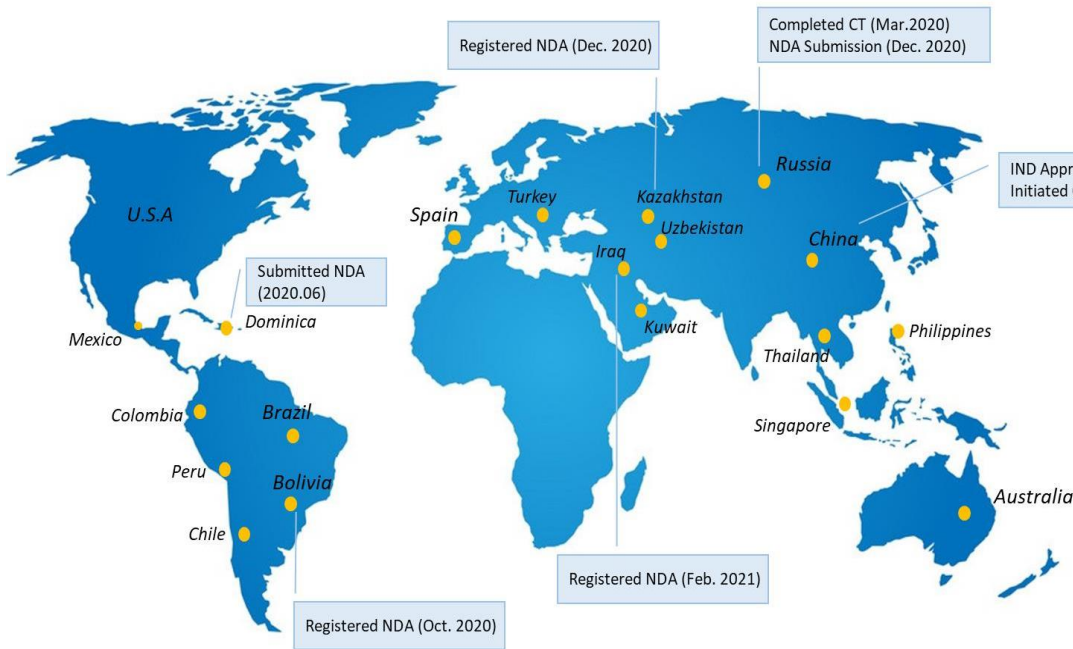 Completed CT (Mar.2020)
NDA Submission (Dec. 2020)
Registered NDA (Dec. 2020)
IND
Initiated
Russia
U.S.A
Spain
Turkey
Kazakhstan
Uzbekistan
China
Iraq
Submitted NDA
(2020.06)
Dominica
Mexico
Kuwait
Philippines
Thailand
Singapore
Colombia
Brazil
Peru
Bolivia
Chile
Australia
Registered NDA (Feb. 2021)
Registered NDA (Oct. 2020)